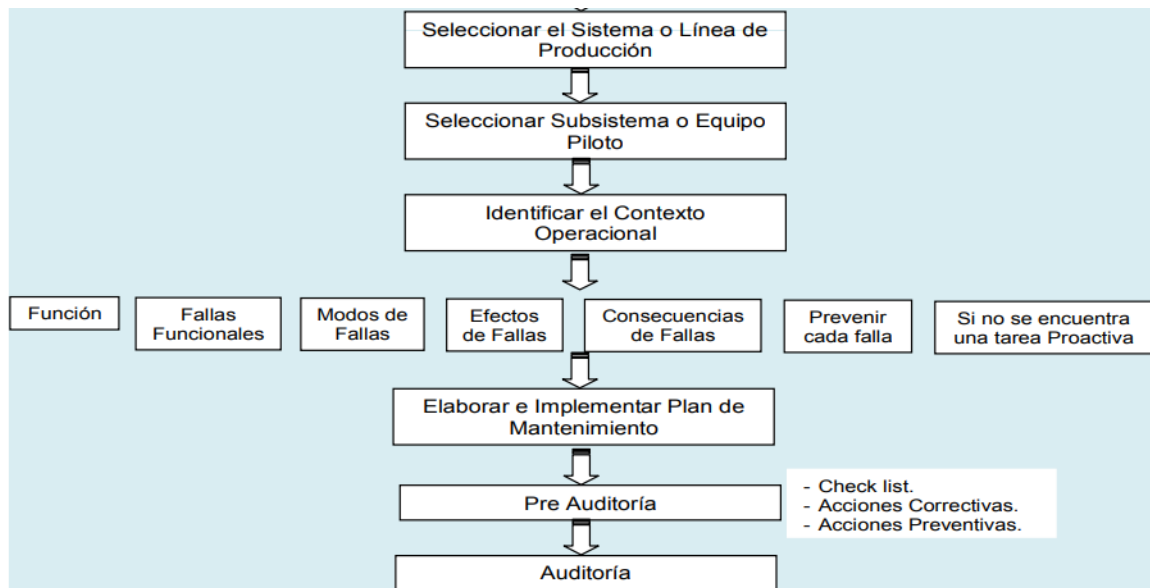 Seleccionar el Sistema o Línea de
Producción
Seleccionar Subsistema o Equipo
Piloto
Identificar el Contexto
Operacional
Función
Fallas
Funcionales
Modos de
Fallas
Efectos
de Fallas
Consecuencias
de Fallas
Prevenir
cada falla
Si no se encuentra
una tarea Proactiva
Elaborar e Implementar Plan de
Mantenimiento
Pre Auditoría
- Check list.
- Acciones Correctivas.
- Acciones Preventivas.
Auditoría